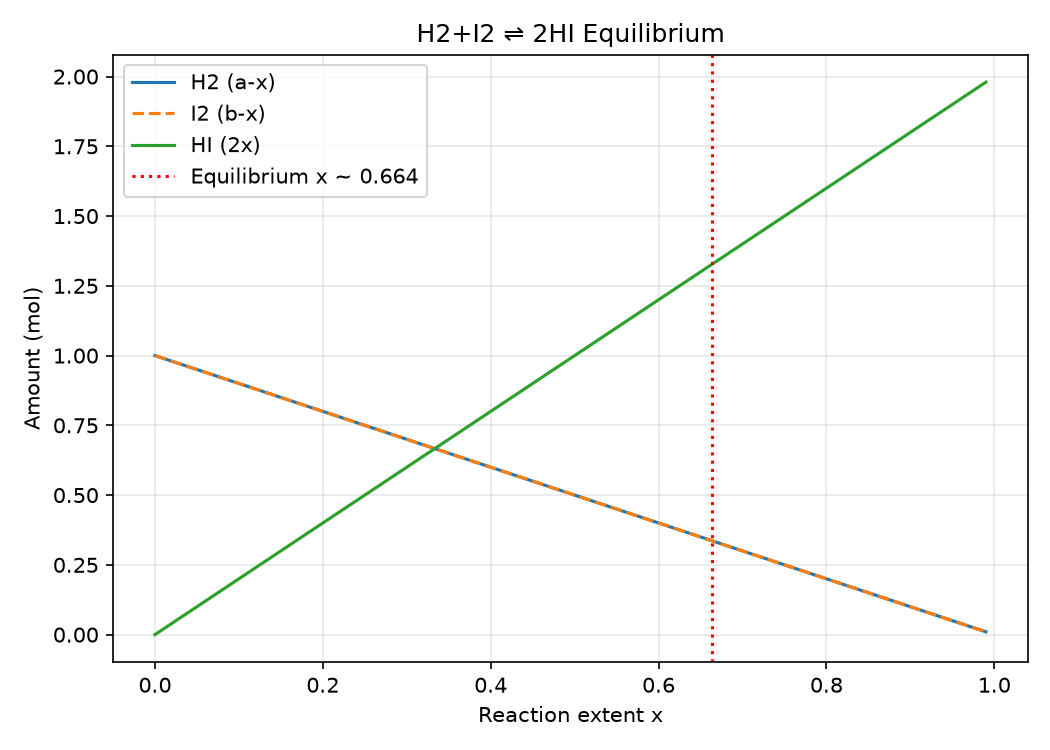 H2+I2 ⇌ 2HI Equilibrium
H2 (a-x)
I2 (b-x)
HI (2x)
Equilibrium x ~ 0.664
Amount (mol)
2.00
1.75
1.50
1.25
1.00
0.75
0.50
0.25
0.00
0.0 0.2 0.4 0.6 0.8 1.0
Reaction extent x